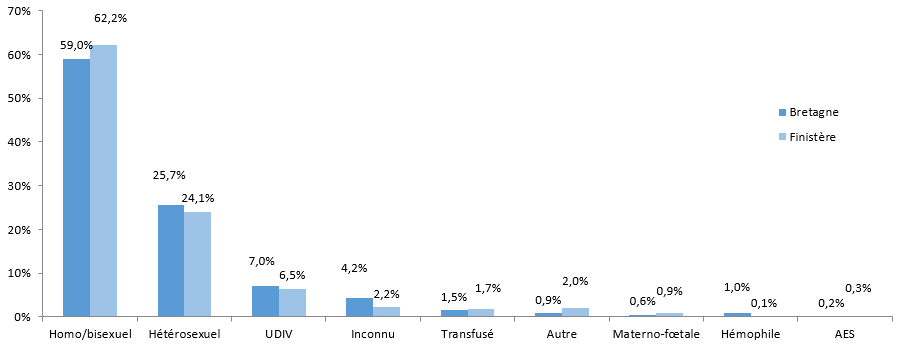 70%
60%
50%
40%
30%
20%
10%
0%
59,0%
62,2%
25,7%
24,1%
7,0%
6,5%
4,2%
2,2%
1,5%
1,7%
0,9%
2,0%
0,6%
0,9%
1,0%
0,1%
0,2%
0,3%
Bretagne
Finistère
Homo/bisexuel
Hétérosexuel
UDIV
Inconnu
Transfusé
Autre
Materno-fœtale
Hémophile
AES